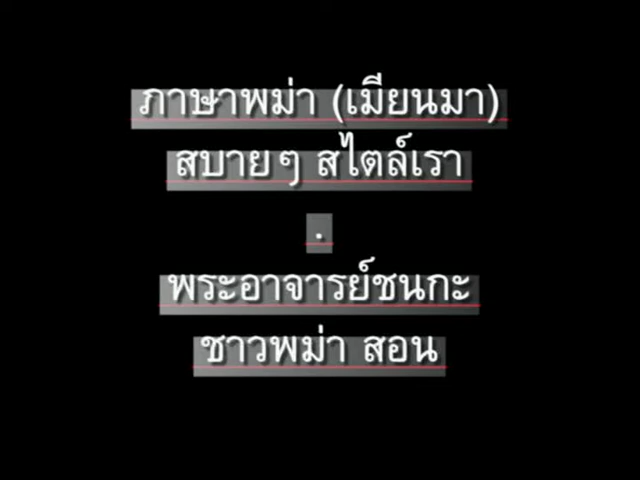 ภาษาพม่า (เมียนมา)
สบายๆ สไตล์เรา
.
พระอาจารย์ชนกะ
ชาวพม่า สอน